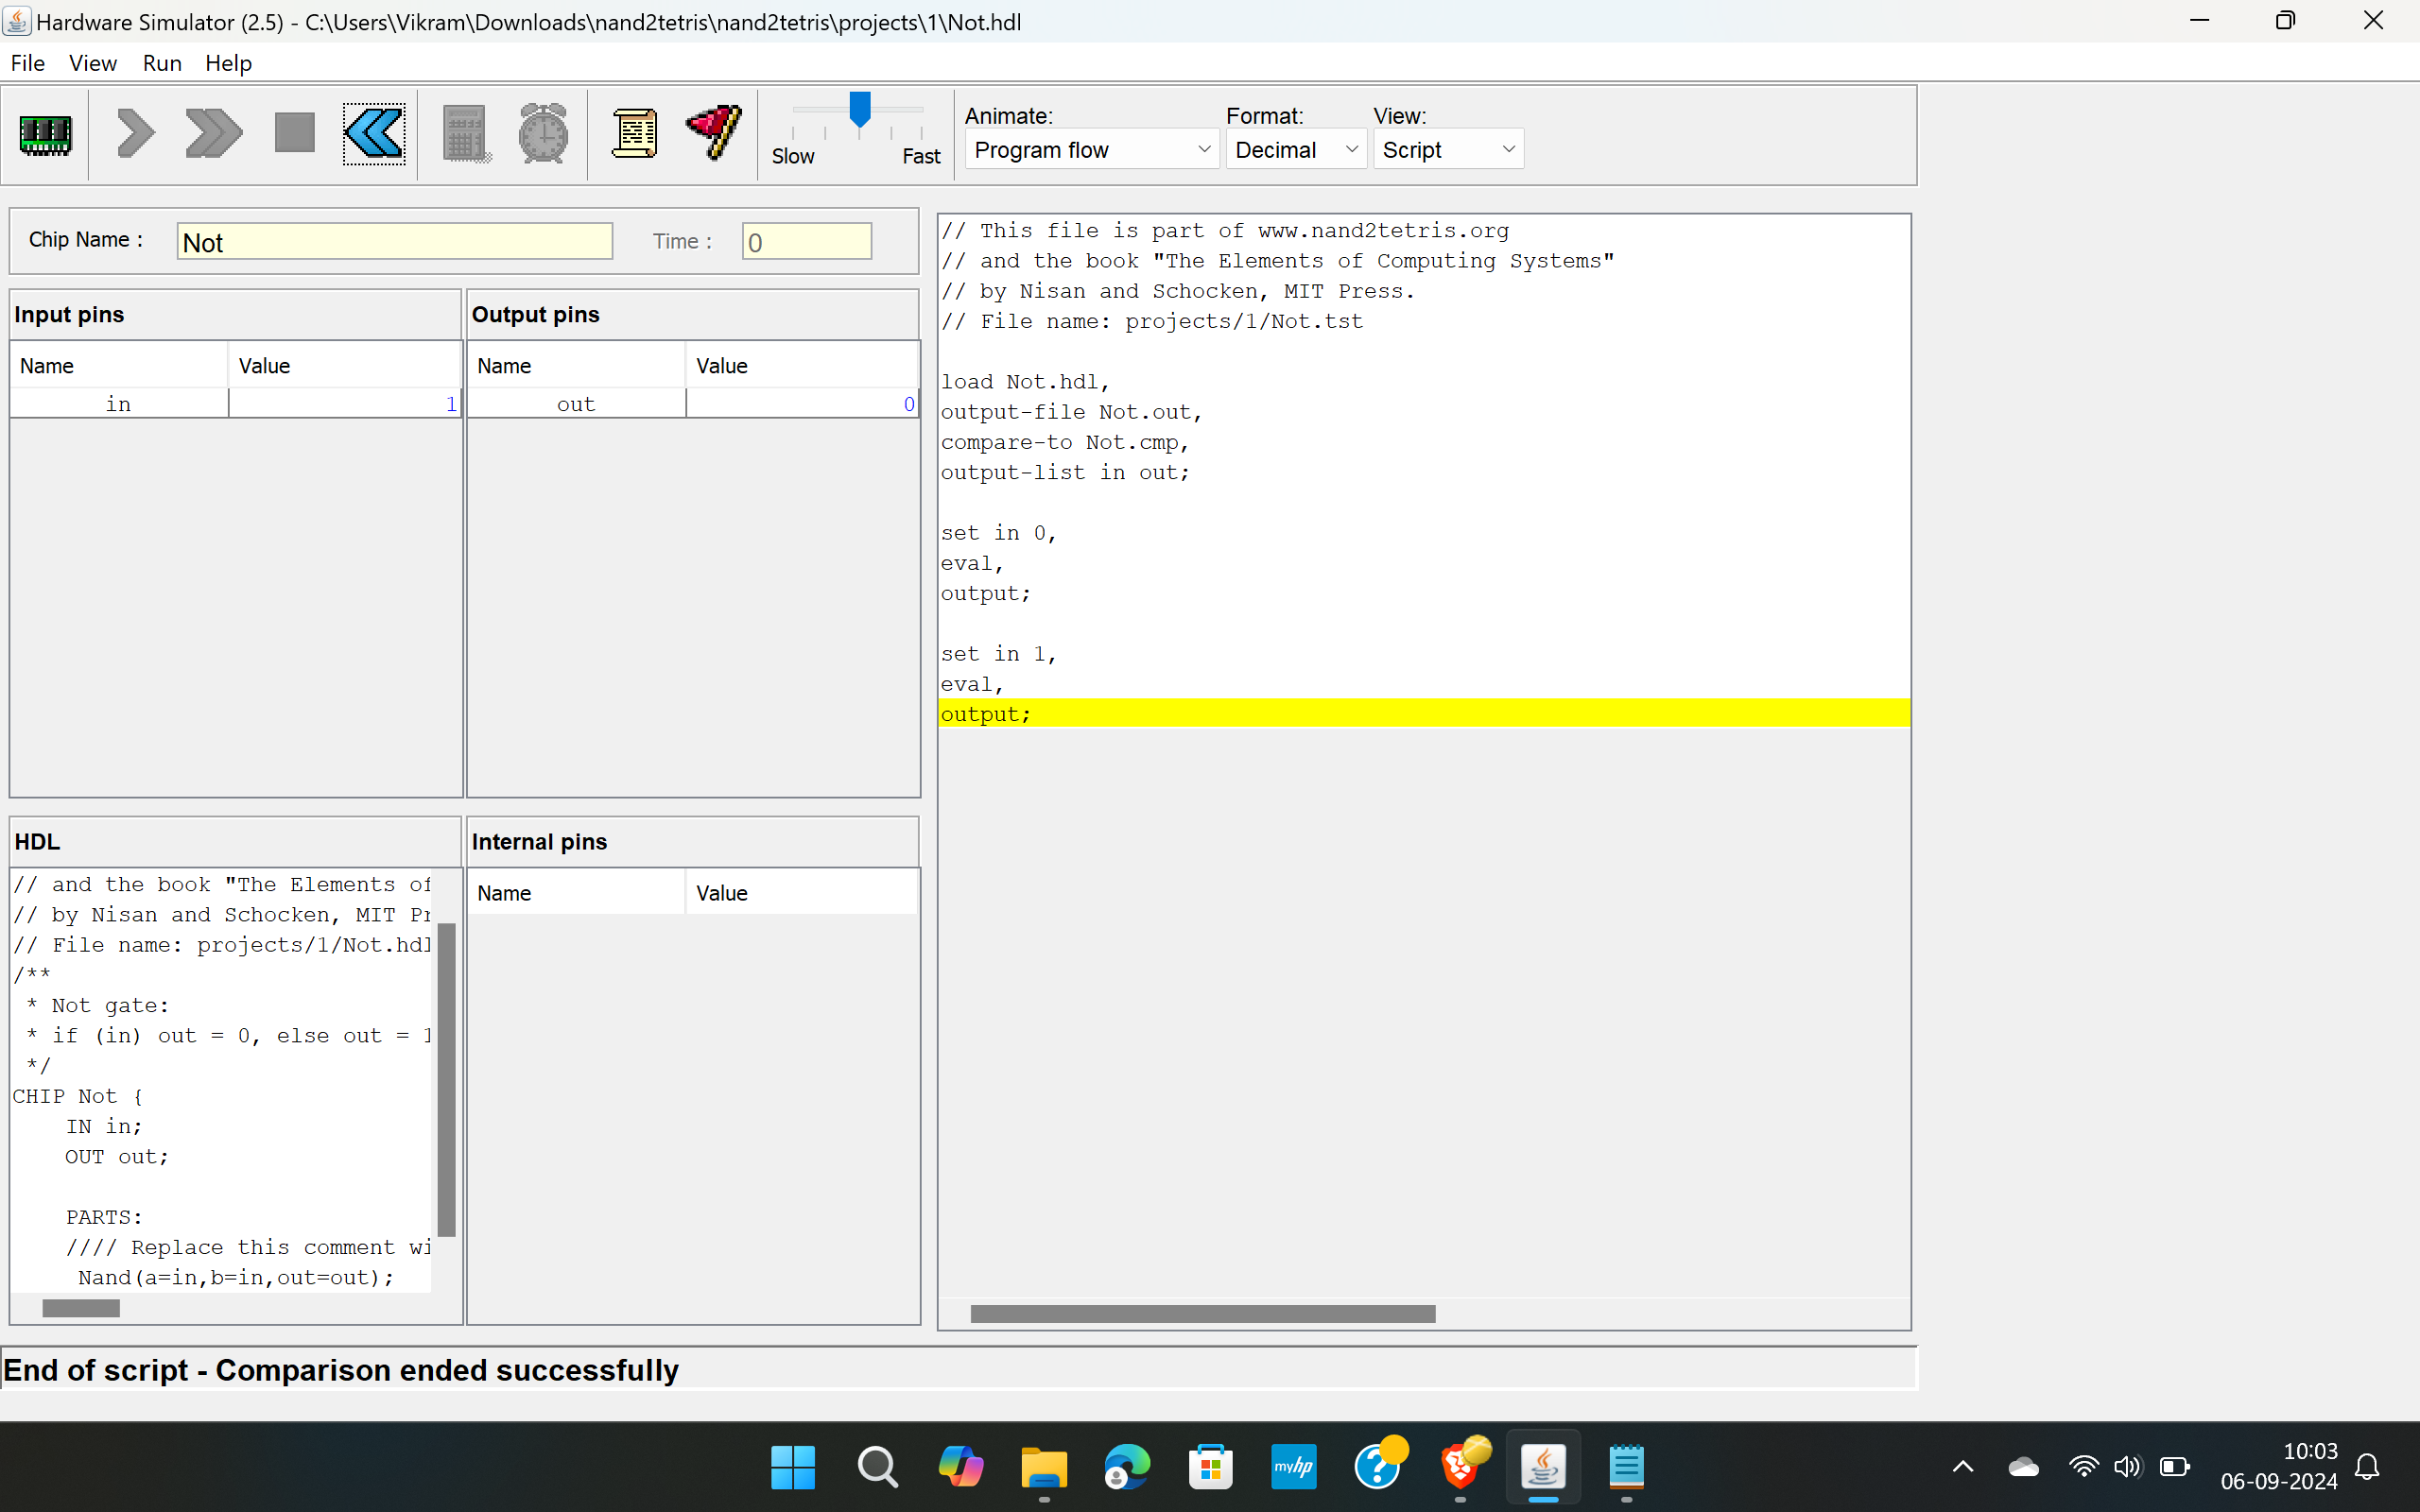 Hardware Simulator (2.5) - C:\Users\Vikram\Downloads\nand2tetris\nand2tetris\projects\1\Not.hdl
File View Run Help
Slow Fast
Animate: Format: View:
Program flow Decimal Script
Chip Name : Not Time : 0
Input pins
Name Value
in 1
Output pins
Name Value
out 0
HDL
// and the book "The Elements of
// by Nisan and Schocken, MIT Pr
// File name: projects/1/Not.hdl
/**
* Not gate:
* if (in) out = 0, else out = 1
*/
CHIP Not {
IN in;
OUT out;
PARTS:
//// Replace this comment wi
Nand(a=in,b=in,out=out);
Internal pins
Name Value
// This file is part of www.nand2tetris.org
// and the book "The Elements of Computing Systems"
// by Nisan and Schocken, MIT Press.
// File name: projects/1/Not.tst
load Not.hdl,
output-file Not.out,
compare-to Not.cmp,
output-list in out;
set in 0,
eval,
output;
set in 1,
eval,
output;
End of script - Comparison ended successfully
myhp
10:03
06-09-2024